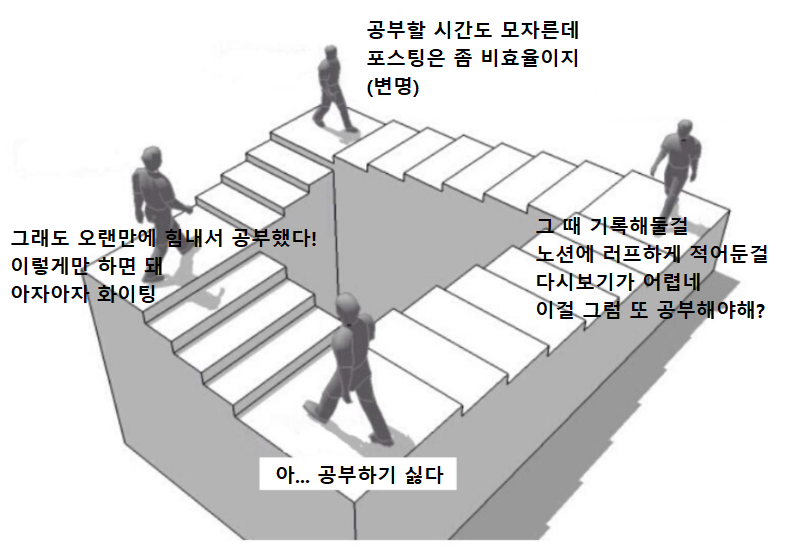 공부할 시간도 모자른데
포스팅은 좀 비효율이지
(변명)
그래도 오랜만에 힘내서 공부했다!
이렇게만 하면 돼
아자아자 화이팅
그 때 기록해둘걸
노션에 러프하게 적어둔걸
다시보기가 어렵네
이걸 그럼 또 공부해야해?
아... 공부하기 싫다